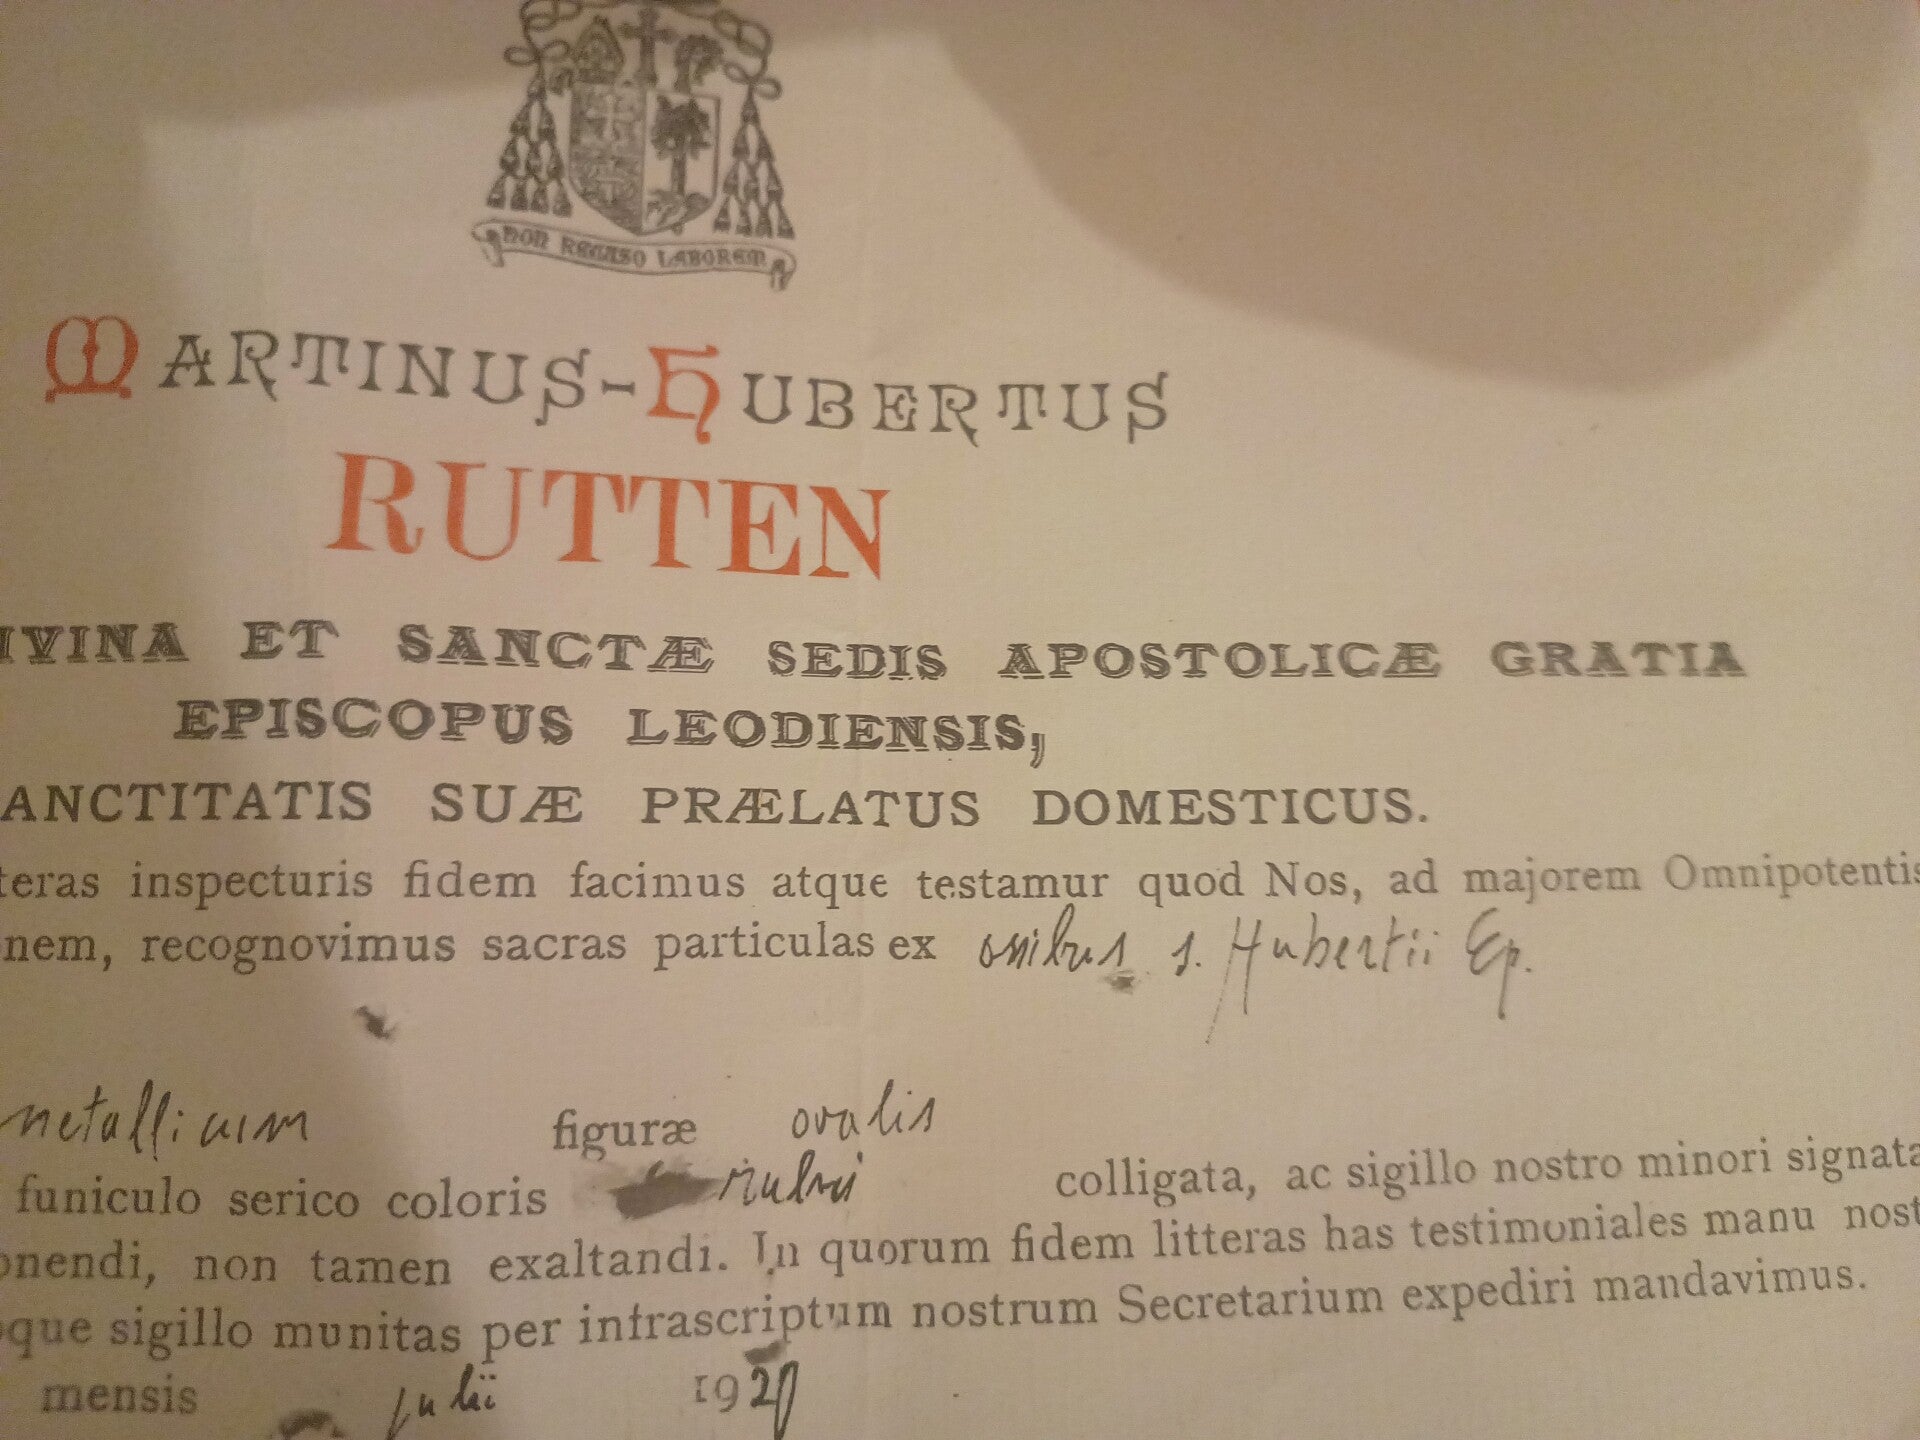 NON RECUSO LABOREM
MARTINUS-HUBERTUS
RUTTEN
IVINA ET SANCTÆ SEDIS APOSTOLICÆ GRATIA
EPISCOPUS LEODIENSIS,
ANCTITATIS SUÆ PRÆLATUS DOMESTICUS.
teras inspecturis fidem facimus atque testamur quod Nos, ad majorem Omnipotentis
nem, recognovimus sacras particulas ex ossibus s. Hubertii Ep.
metallicum figuræ ovalis
funiculo serico coloris rubri colligata, ac sigillo nostro minori signata
onendi, non tamen exaltandi. In quorum fidem litteras has testimoniales manu nost
que sigillo munitas per infrascriptum nostrum Secretarium expediri mandavimus.
mensis julii